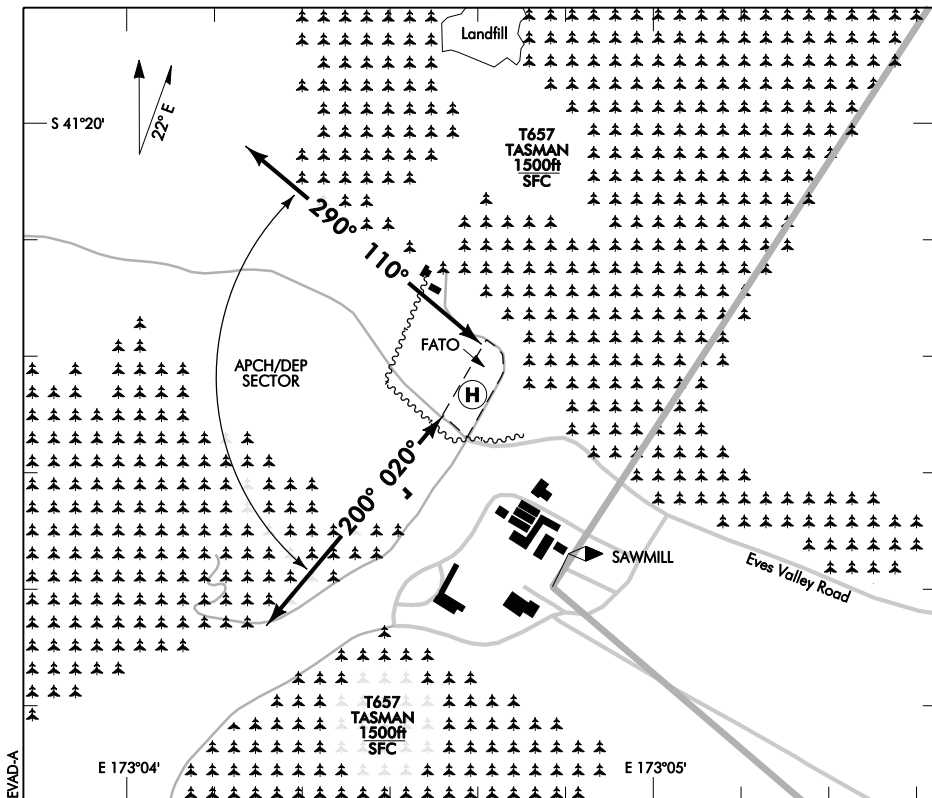 Landfill
S 41°20'
22° E
T657
TASMAN
1500ft
SFC
290° 110°
FATO
APCH/DEP
SECTOR
H
200° 020°
SAWMILL
Eves Valley Road
T657
TASMAN
1500ft
SFC
EVAD-A
E 173°04'
E 173°05'